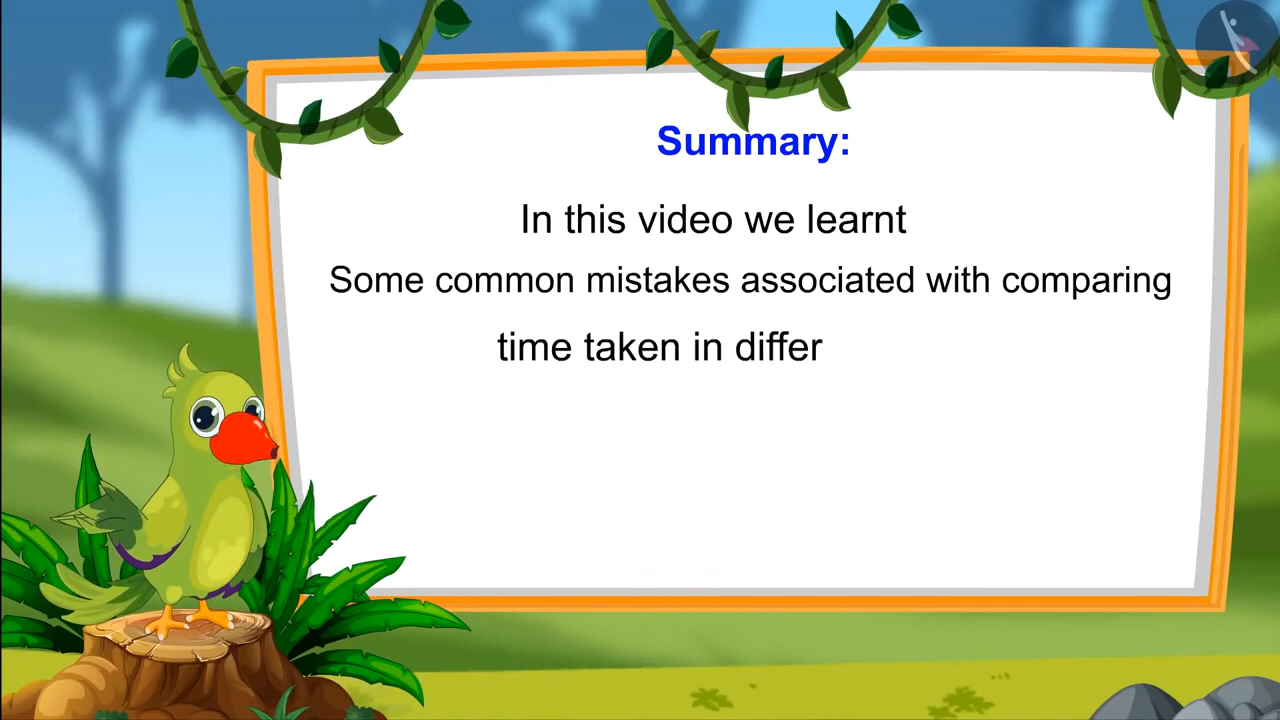 Summary:
In this video we learnt
Some common mistakes associated with comparing
time taken in differ